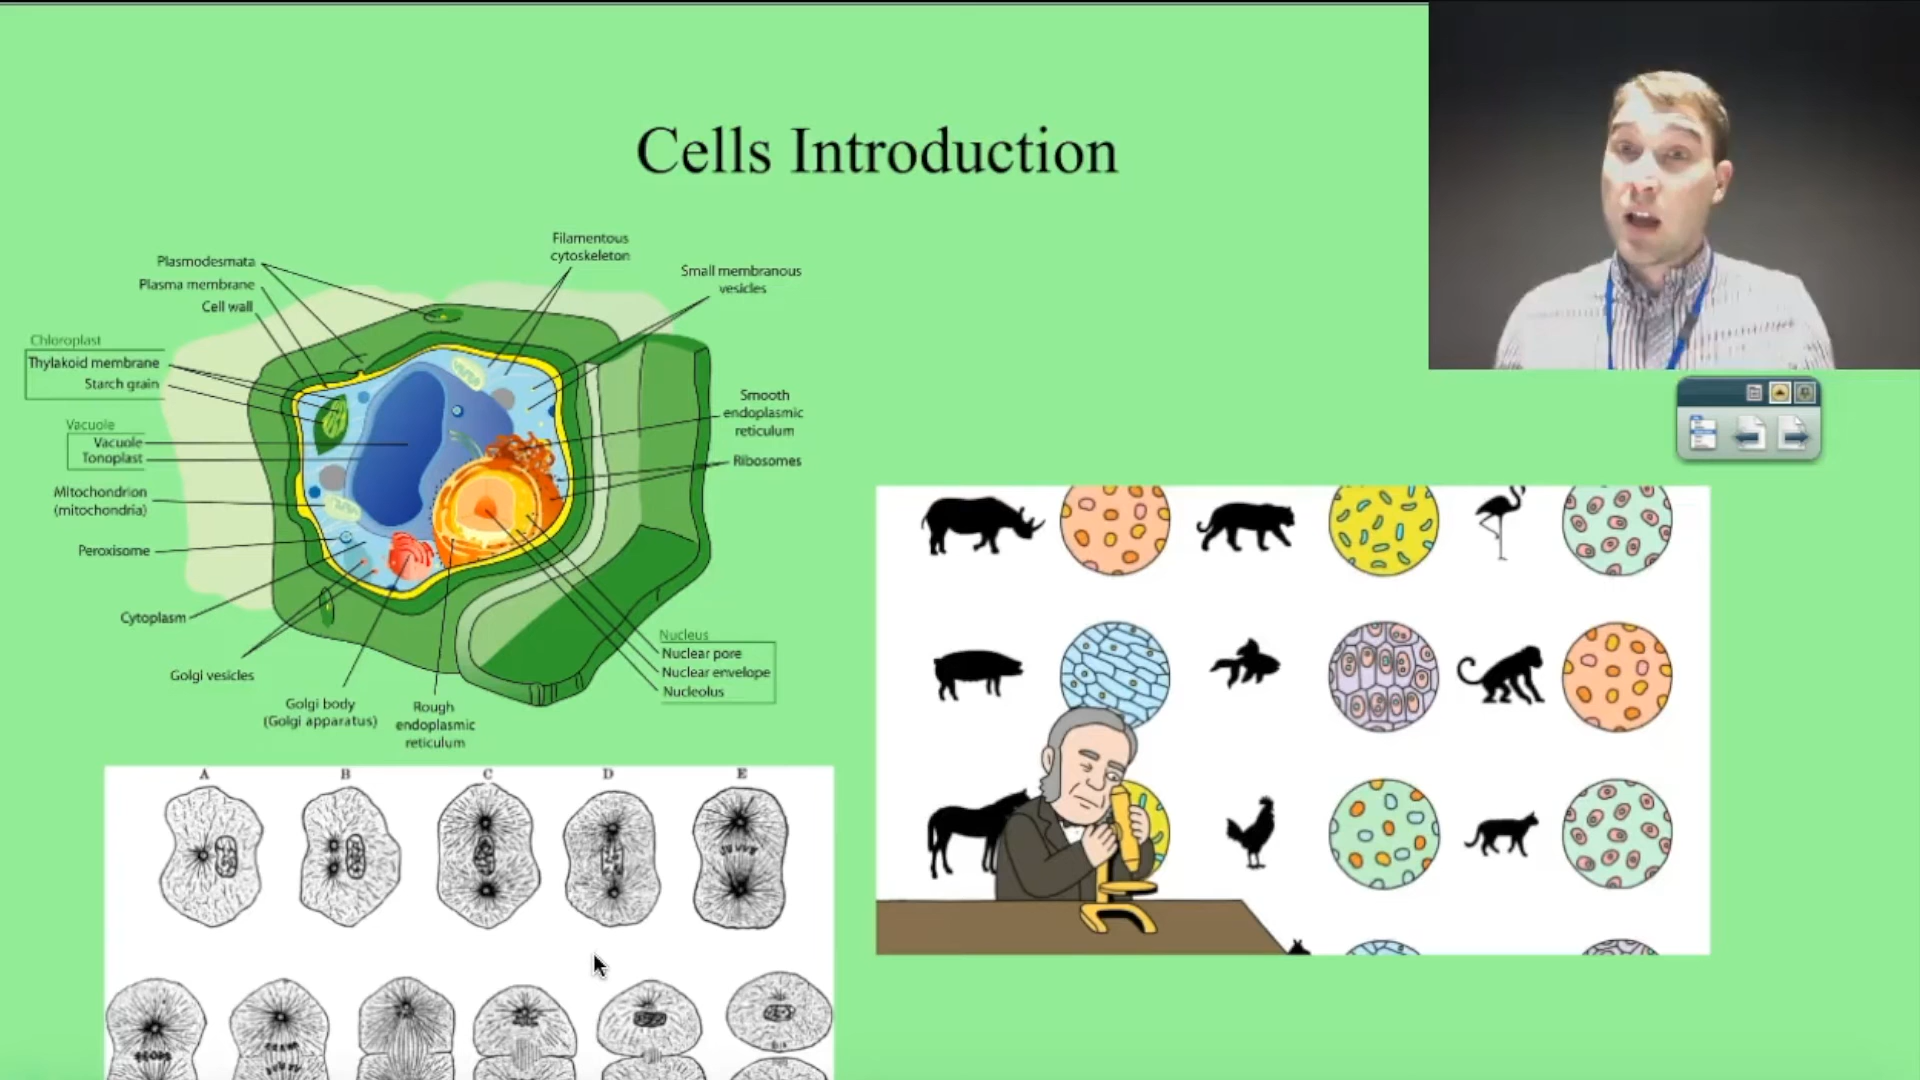 Cells Introduction
Filamentous
cytoskeleton
Small membranous
vesicles
Plasmodesmata
Plasma membrane
Cell wall
Chloroplast
Thylakoid membrane
Starch grain
Vacuole
Vacuole
Tonoplast
Mitochondrion
(mitochondria)
Peroxisome
Cytoplasm
Golgi vesicles
Golgi body
(Golgi apparatus)
Rough
endoplasmic
reticulum
Smooth
endoplasmic
reticulum
Ribosomes
Nucleus
Nuclear pore
Nuclear envelope
Nucleolus
A B C D E